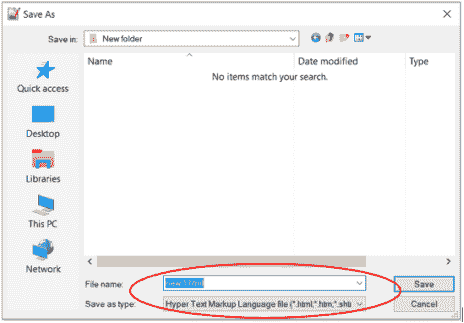 Save As
Save in:
New folder
Name
Date modified
Type
No items match your search.
Quick access
Desktop
Libraries
This PC
Network
File name:
Save
Save as type:
Hyper Text Markup Language file (*.html;*.htm;*.sht
Cancel